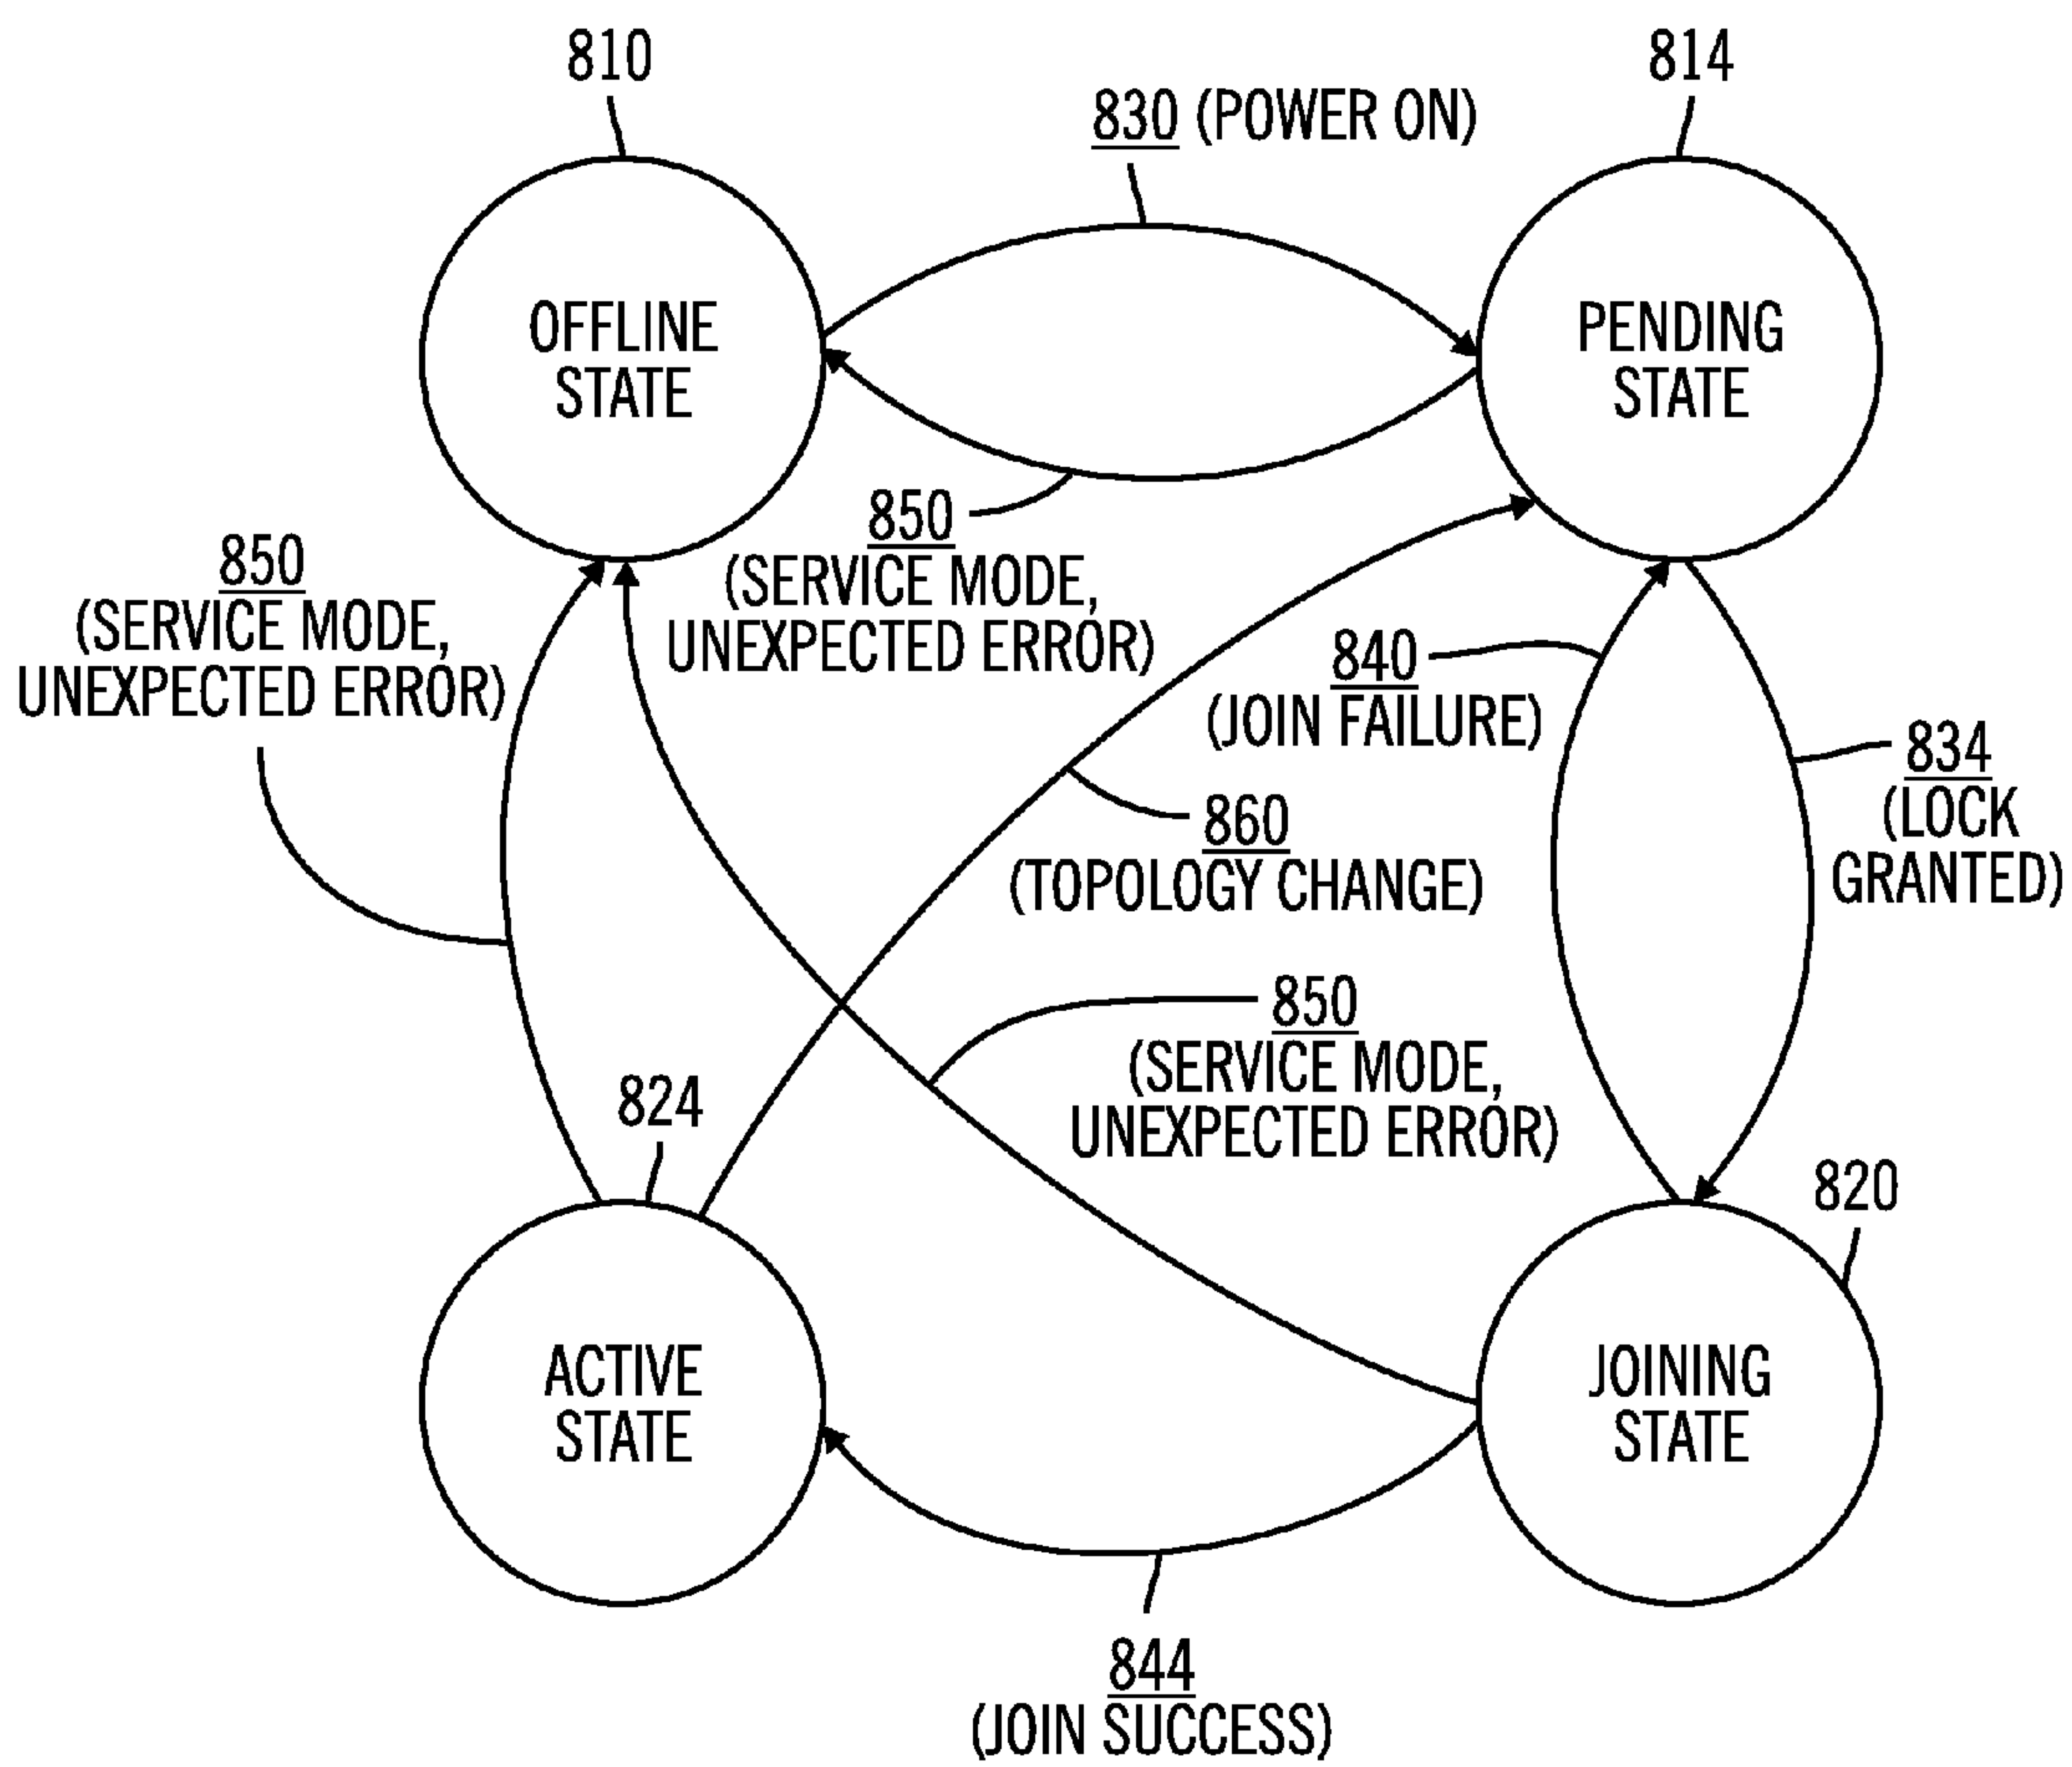 810
814
830 (POWER ON)
OFFLINE
STATE
PENDING
STATE
850
(SERVICE MODE,
UNEXPECTED ERROR)
850
(SERVICE MODE,
UNEXPECTED ERROR)
840
(JOIN FAILURE)
834
(LOCK
GRANTED)
860
(TOPOLOGY CHANGE)
850
(SERVICE MODE,
UNEXPECTED ERROR)
824
820
ACTIVE
STATE
JOINING
STATE
844
(JOIN SUCCESS)